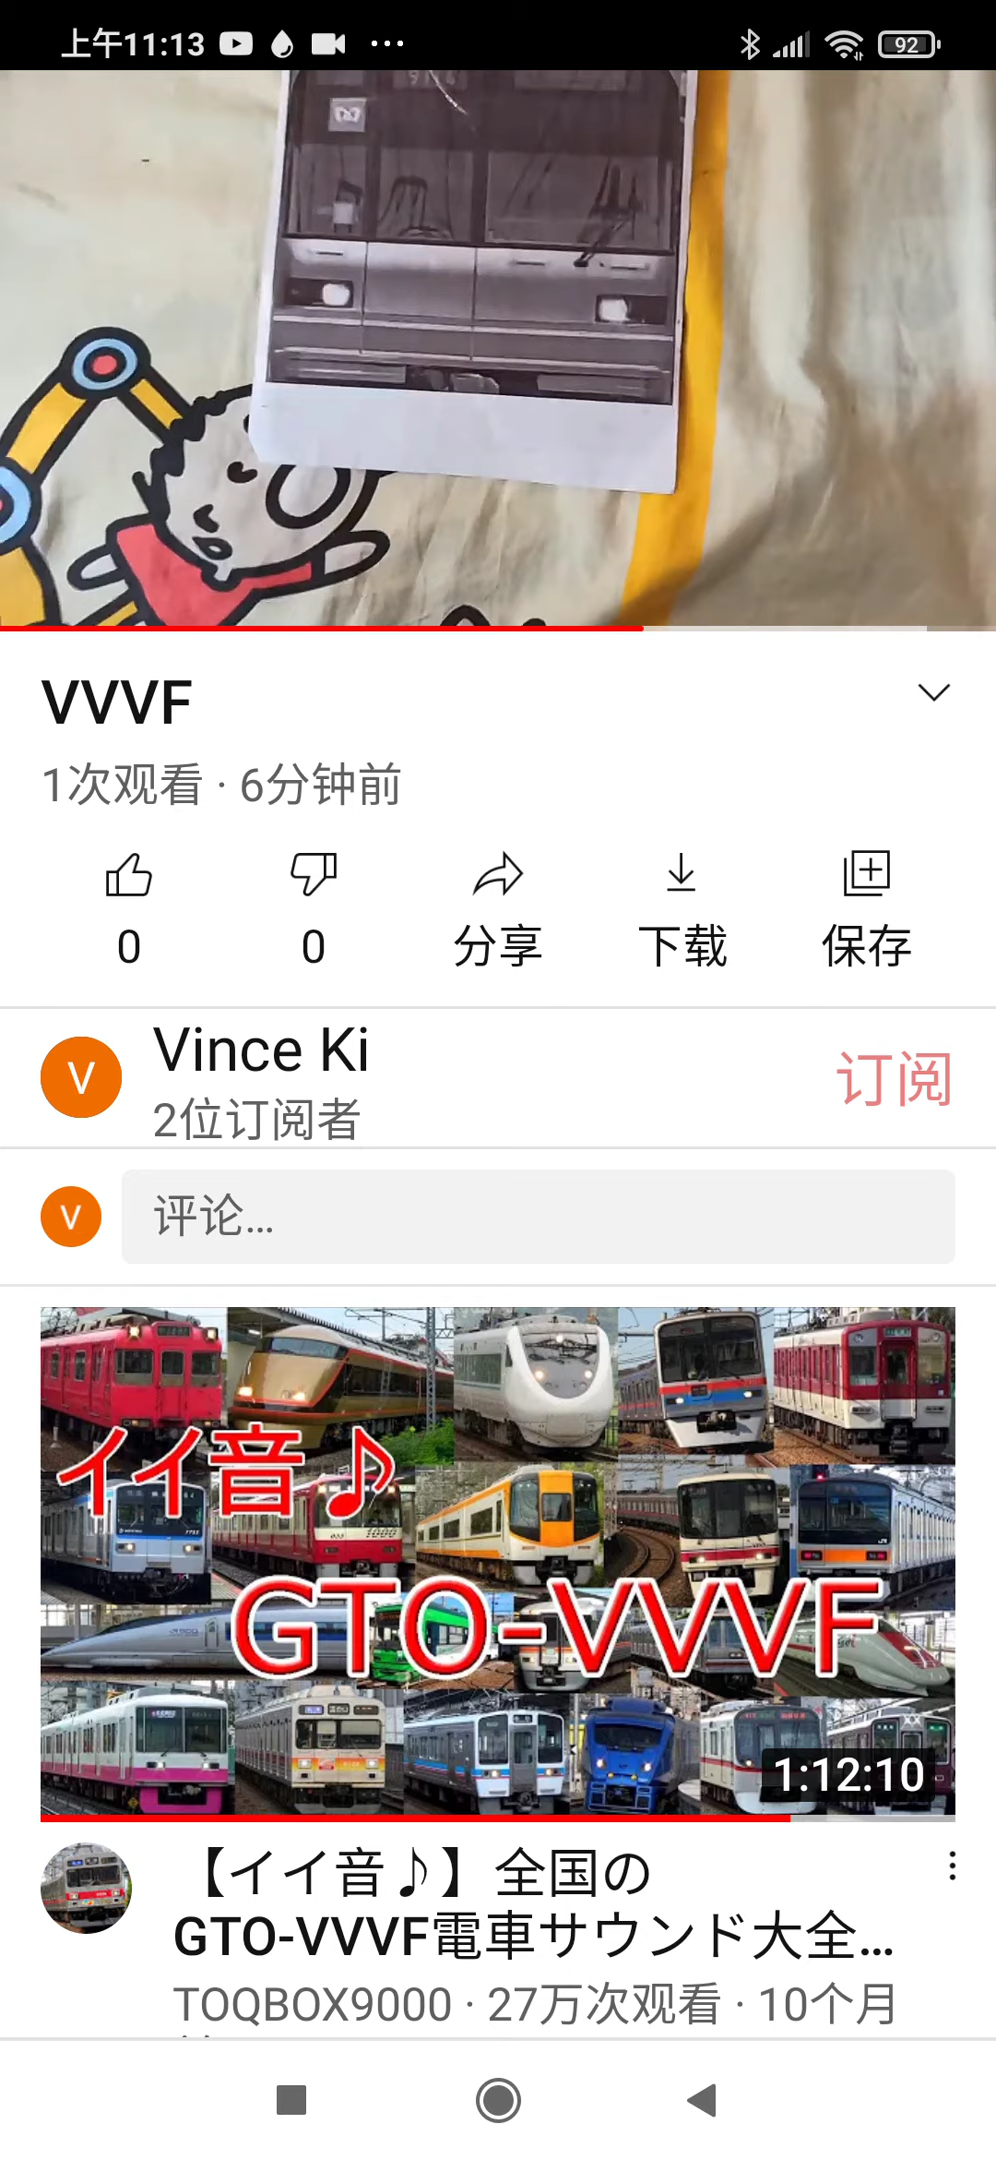 上午11:13
92
VVVF
1次观看 · 6分钟前
0
0
分享
下载
保存
V
Vince Ki
2位订阅者
订阅
V
评论...
イイ音♪
GTO-VVVF
1:12:10
【イイ音♪】全国の
GTO-VVVF電車サウンド大全...
TOQBOX9000 · 27万次观看 · 10个月